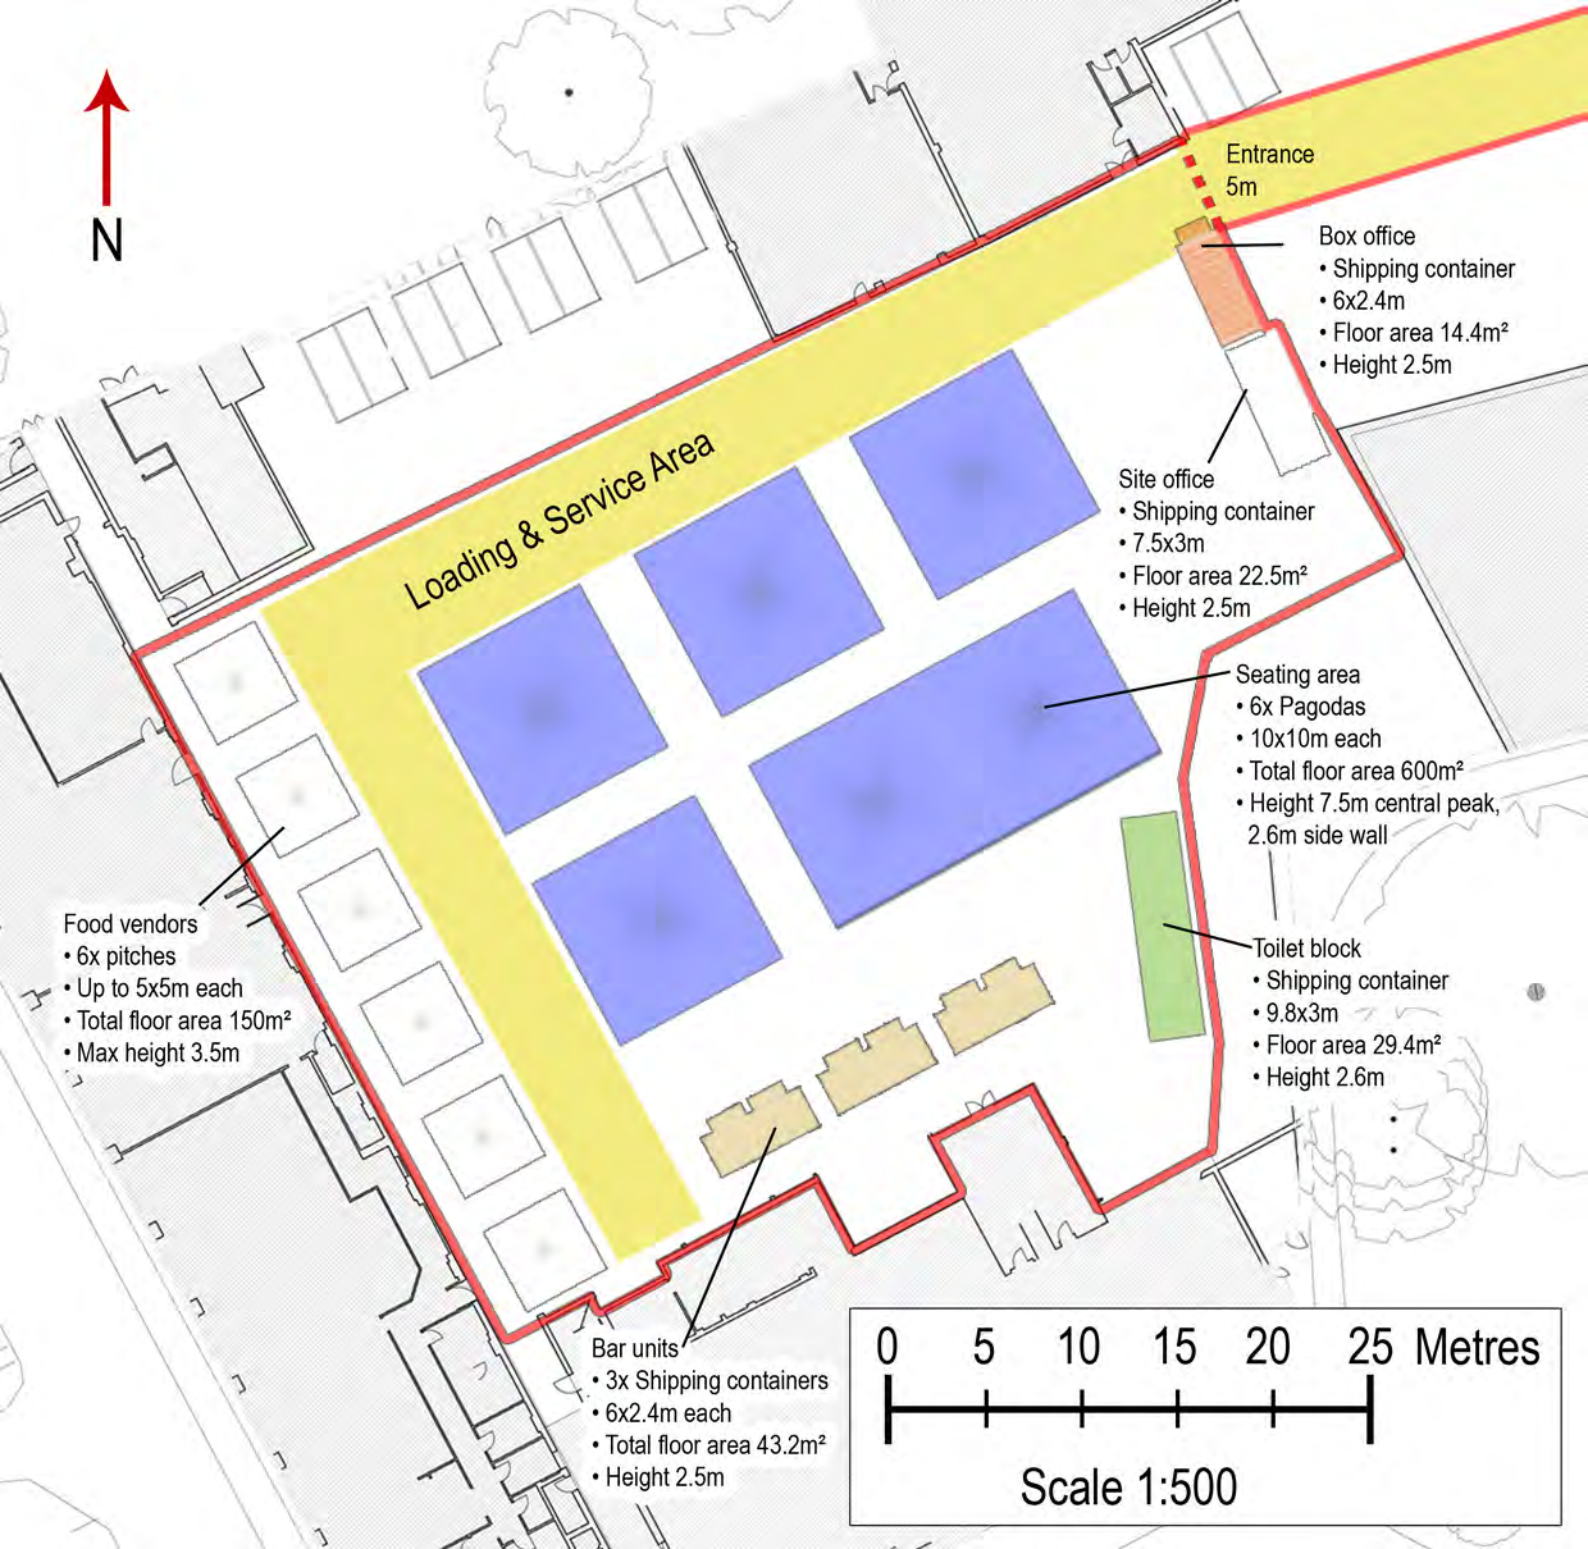 N
Entrance
5m
Box office
• Shipping container
• 6x2.4m
• Floor area 14.4m²
• Height 2.5m
Loading & Service Area
Site office
• Shipping container
• 7.5x3m
• Floor area 22.5m²
• Height 2.5m
Seating area
• 6x Pagodas
• 10x10m each
• Total floor area 600m²
• Height 7.5m central peak,
2.6m side wall
Food vendors
• 6x pitches
• Up to 5x5m each
• Total floor area 150m²
• Max height 3.5m
Toilet block
• Shipping container
• 9.8x3m
• Floor area 29.4m²
• Height 2.6m
Bar units
• 3x Shipping containers
• 6x2.4m each
• Total floor area 43.2m²
• Height 2.5m
0 5 10 15 20 25 Metres
Scale 1:500